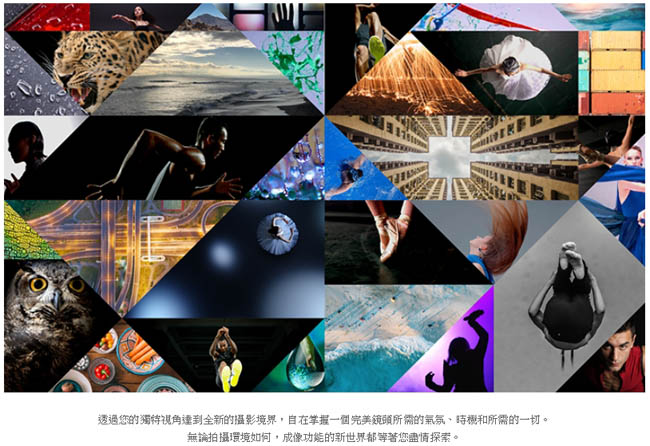 透過您的獨特視角達到全新的攝影境界，自在掌握一個完美鏡頭所需的氣氛、時機和所需的一切。
無論拍攝環境如何，成像功能的新世界都等著您盡情探索。